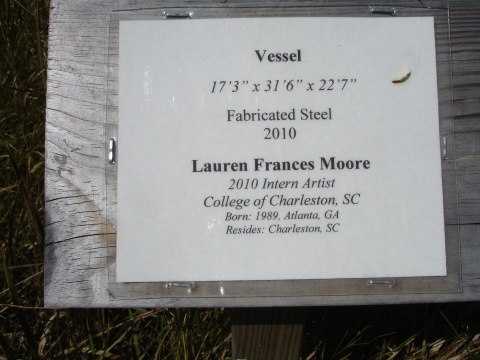 Vessel
17'3" x 31'6" x 22'7"
Fabricated Steel
2010
Lauren Frances Moore
2010 Intern Artist
College of Charleston, SC
Born: 1989, Atlanta, GA
Resides: Charleston, SC